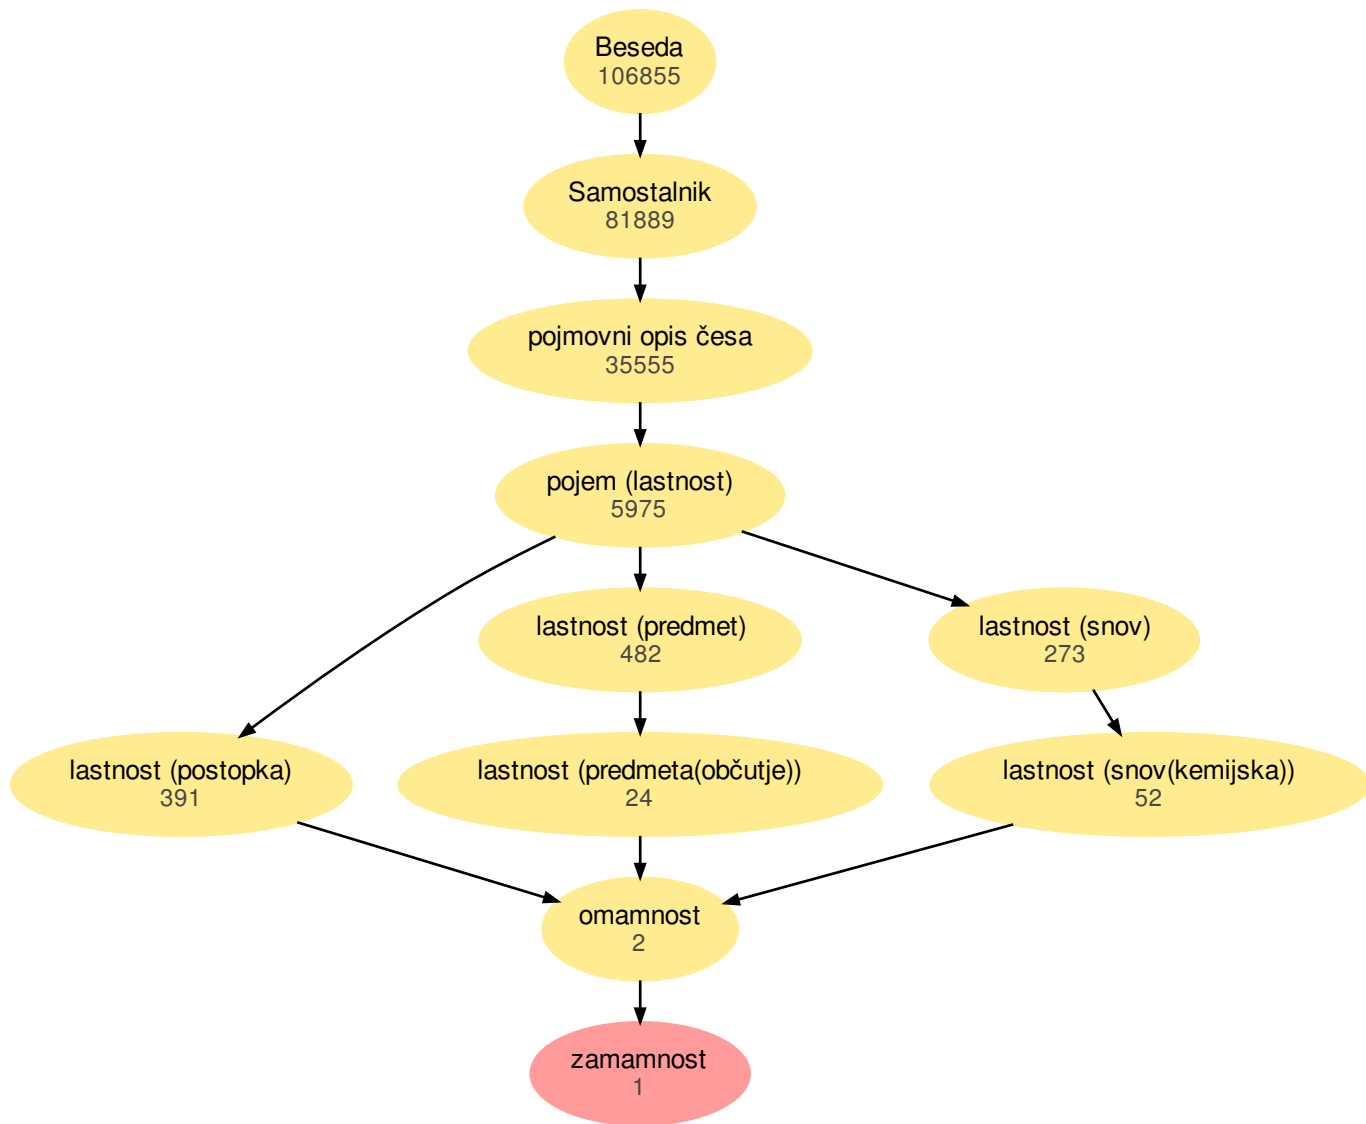 Beseda
106855
Samostalnik
81889
pojmovni opis česa
35555
pojem (lastnost)
5975
lastnost (predmet)
482
lastnost (snov)
273
lastnost (postopka)
391
lastnost (predmeta(občutje))
24
lastnost (snov(kemijska))
52
omamnost
2
zamamnost
1